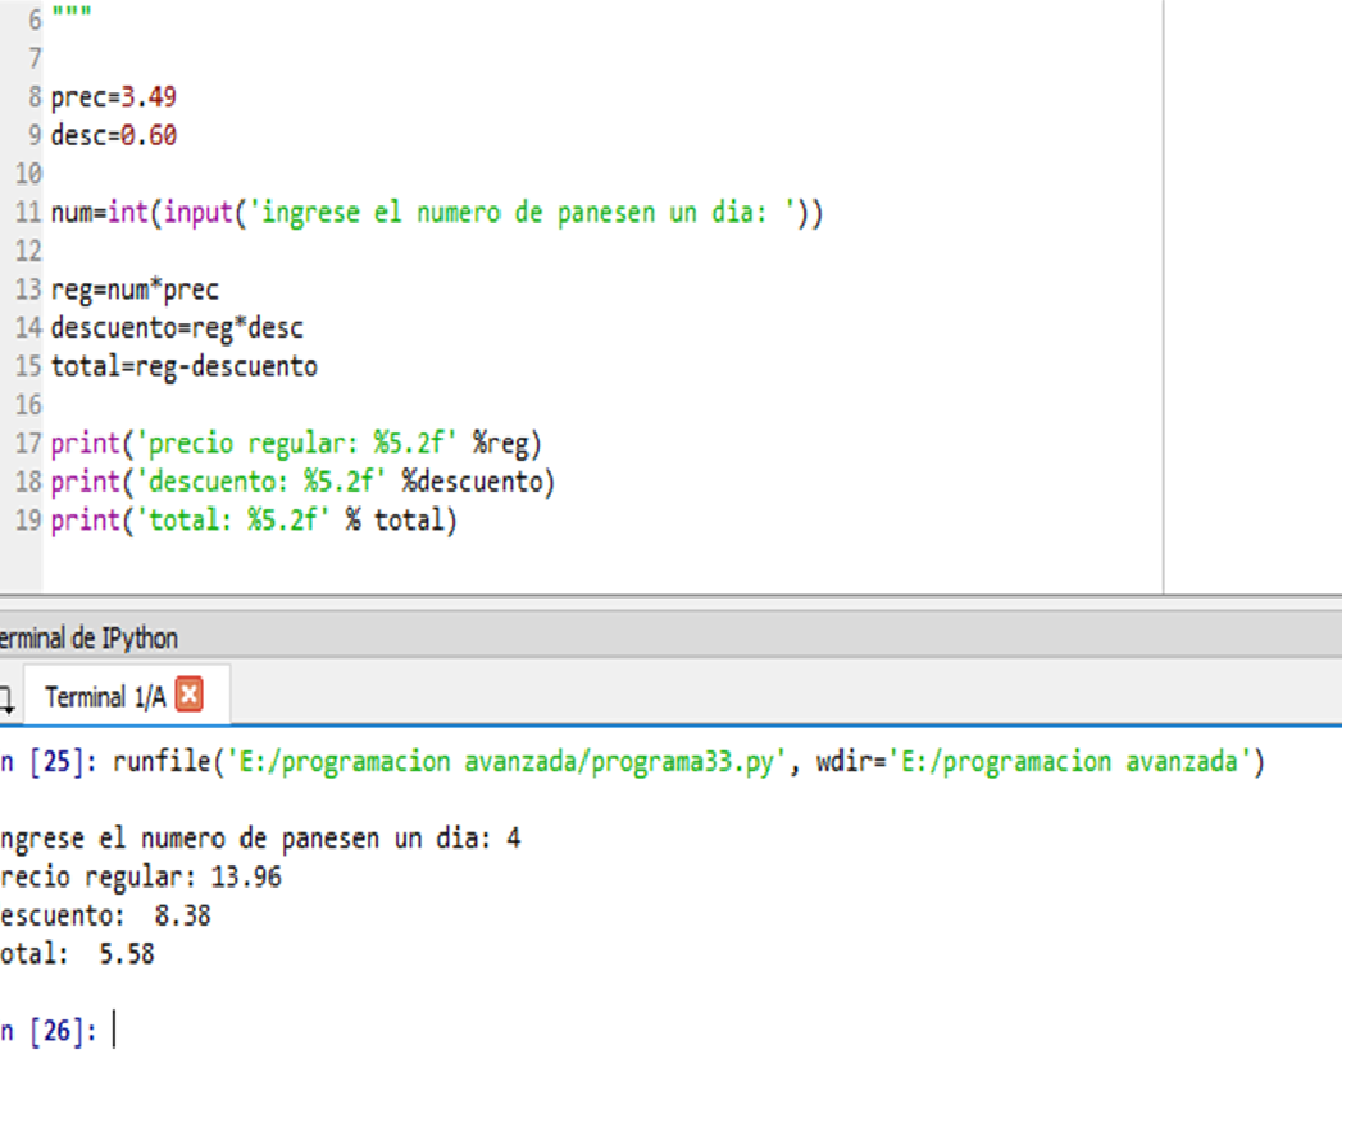 6 """
7
8 prec=3.49
9 desc=0.60
10
11 num=int(input('ingrese el numero de panesen un dia: '))
12
13 reg=num*prec
14 descuento=reg*desc
15 total=reg-descuento
16
17 print('precio regular: %5.2f' %reg)
18 print('descuento: %5.2f' %descuento)
19 print('total: %5.2f' % total)
erminal de IPython
Terminal 1/A
n [25]: runfile('E:/programacion avanzada/programa33.py', wdir='E:/programacion avanzada')
ngrese el numero de panesen un dia: 4
recio regular: 13.96
escuento:  8.38
otal:  5.58
n [26]: